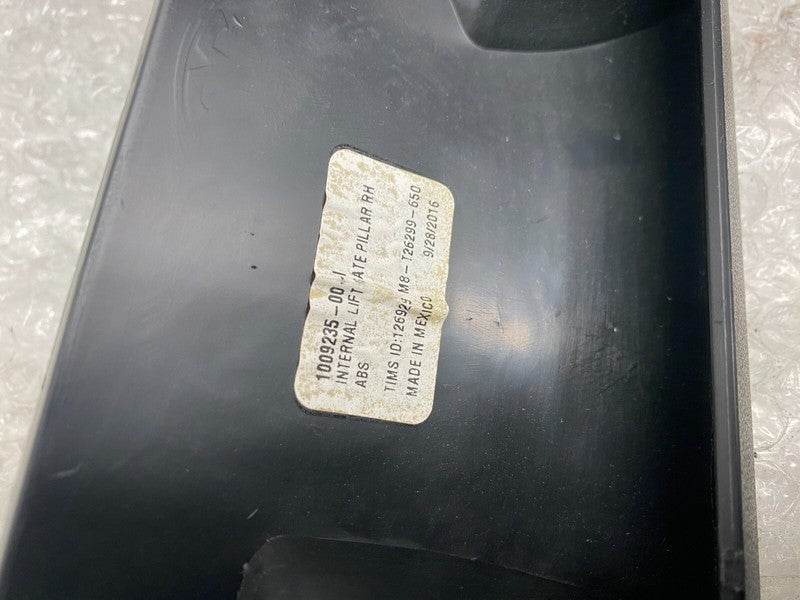 1009235-00
INTERNAL LIFT ATE PILLAR RH
ABS
TIMS ID: M8-T26299-650
MADE IN MEXICO 9/28/2016